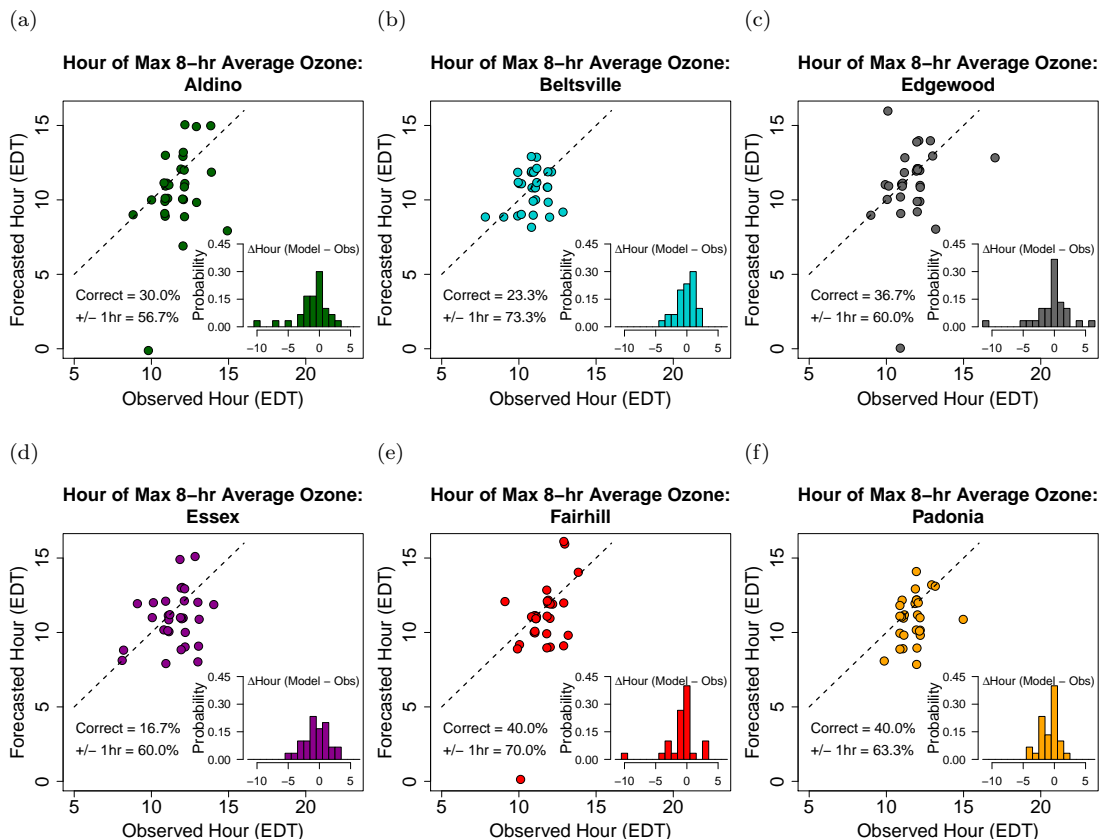 (a)
Hour of Max 8−hr Average Ozone:
Aldino
Forecasted Hour (EDT)
15
10
5
0
5 10 15 20
Observed Hour (EDT)
Correct = 30.0%
+/− 1hr = 56.7%
ΔHour (Model − Obs)
Probability
0.45
0.30
0.15
0.00
−10 −5 0 5
(b)
Hour of Max 8−hr Average Ozone:
Beltsville
Forecasted Hour (EDT)
15
10
5
0
5 10 15 20
Observed Hour (EDT)
Correct = 23.3%
+/− 1hr = 73.3%
ΔHour (Model − Obs)
Probability
0.45
0.30
0.15
0.00
−10 −5 0 5
(c)
Hour of Max 8−hr Average Ozone:
Edgewood
Forecasted Hour (EDT)
15
10
5
0
5 10 15 20
Observed Hour (EDT)
Correct = 36.7%
+/− 1hr = 60.0%
ΔHour (Model − Obs)
Probability
0.45
0.30
0.15
0.00
−10 −5 0 5
(d)
Hour of Max 8−hr Average Ozone:
Essex
Forecasted Hour (EDT)
15
10
5
0
5 10 15 20
Observed Hour (EDT)
Correct = 16.7%
+/− 1hr = 60.0%
ΔHour (Model − Obs)
Probability
0.45
0.30
0.15
0.00
−10 −5 0 5
(e)
Hour of Max 8−hr Average Ozone:
Fairhill
Forecasted Hour (EDT)
15
10
5
0
5 10 15 20
Observed Hour (EDT)
Correct = 40.0%
+/− 1hr = 70.0%
ΔHour (Model − Obs)
Probability
0.45
0.30
0.15
0.00
−10 −5 0 5
(f)
Hour of Max 8−hr Average Ozone:
Padonia
Forecasted Hour (EDT)
15
10
5
0
5 10 15 20
Observed Hour (EDT)
Correct = 40.0%
+/− 1hr = 63.3%
ΔHour (Model − Obs)
Probability
0.45
0.30
0.15
0.00
−10 −5 0 5